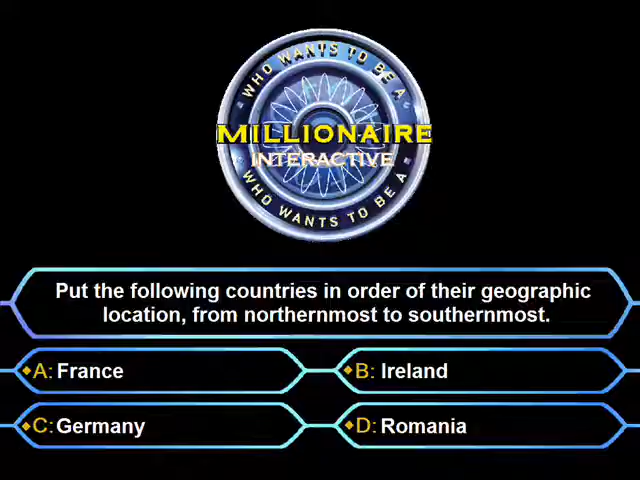 WHO WANTS TO BE A
MILLIONAIRE
INTERACTIVE
WHO WANTS TO BE A
Put the following countries in order of their geographic
location, from northernmost to southernmost.
A: France
B: Ireland
C: Germany
D: Romania